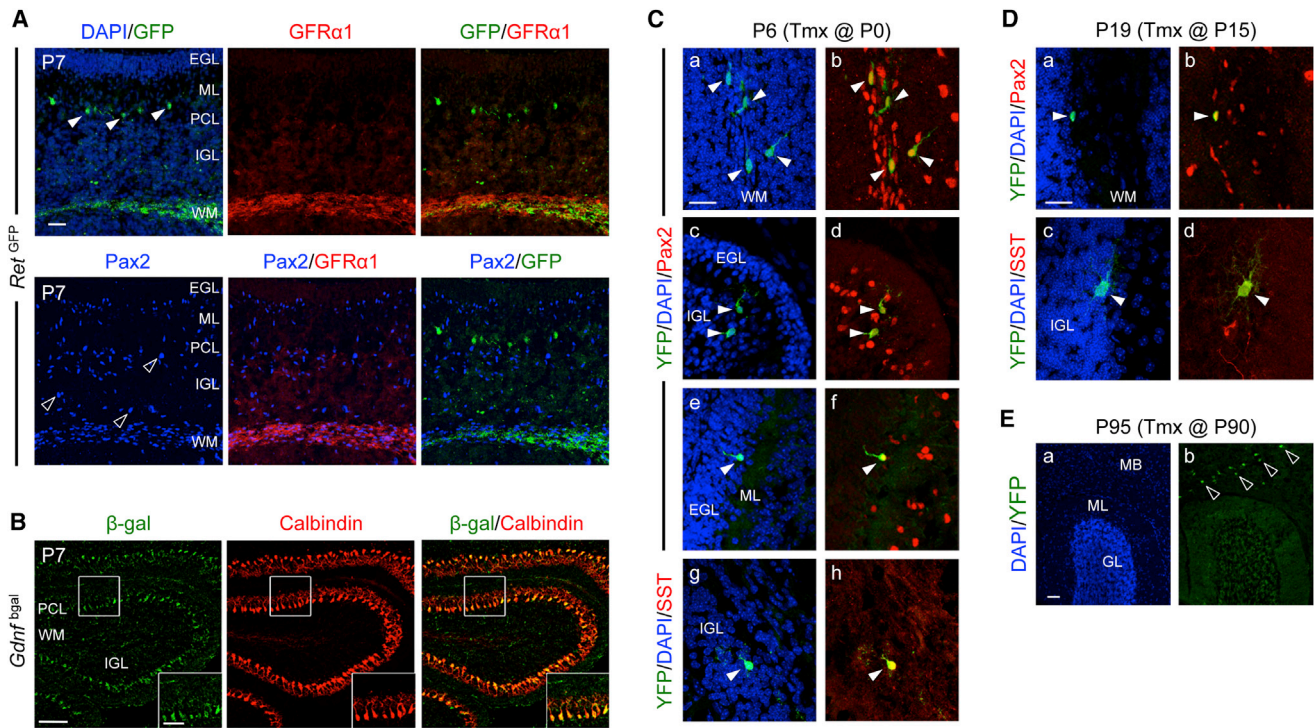 A
DAPI/GFP GFRα1 GFP/GFRα1
P7
EGL
ML
PCL
IGL
WM
Ret GFP
Pax2 Pax2/GFRα1 Pax2/GFP
P7
EGL
ML
PCL
IGL
WM
B
β-gal Calbindin β-gal/Calbindin
P7
PCL
WM
IGL
Gdnf bgal
C
P6 (Tmx @ P0)
YFP/DAPI/Pax2
a b
WM
c d
EGL
IGL
e f
ML
EGL
YFP/DAPI/SST
g h
IGL
D
P19 (Tmx @ P15)
YFP/DAPI/Pax2
a b
WM
YFP/DAPI/SST
c d
IGL
E
P95 (Tmx @ P90)
DAPI/YFP
a b
MB
ML
GL